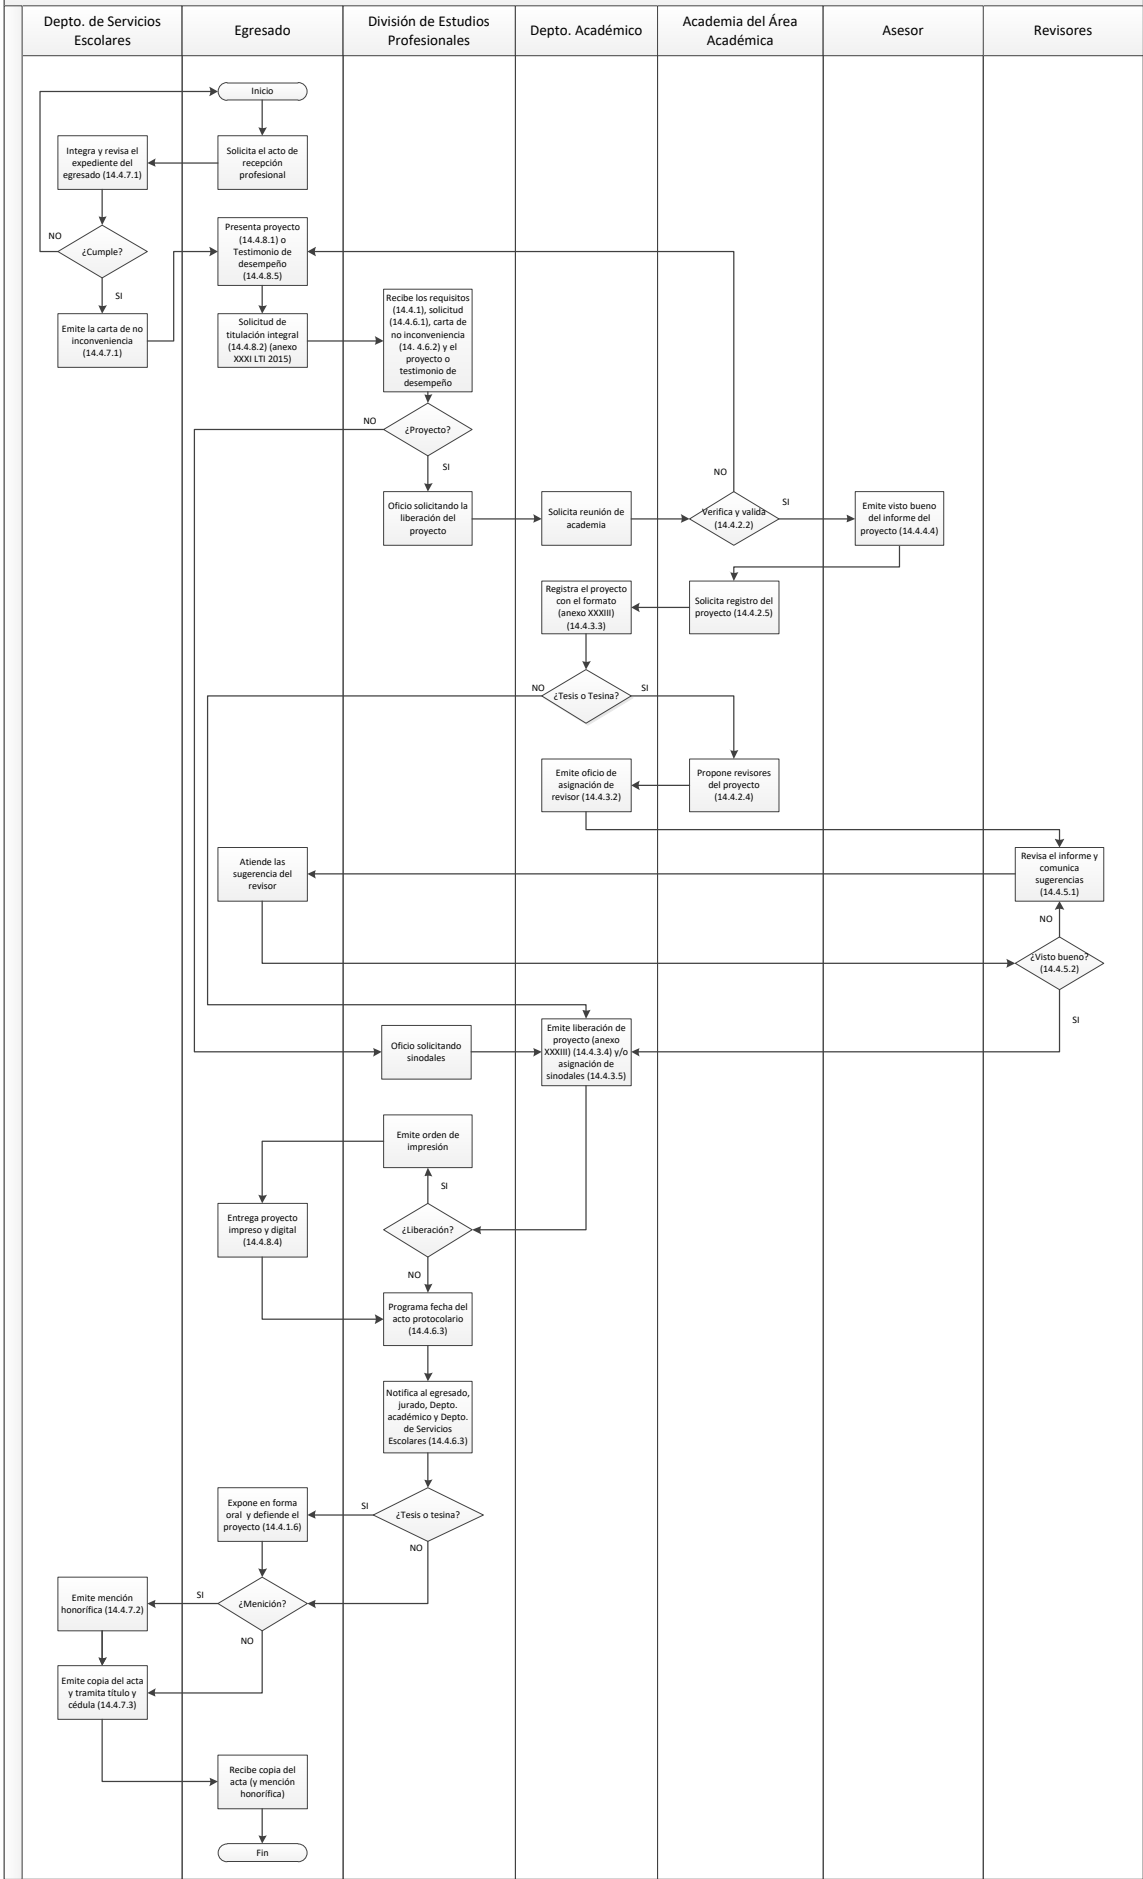 Depto. de Servicios
Escolares
Egresado
División de Estudios
Profesionales
Depto. Académico
Academia del Área
Académica
Asesor
Revisores
Inicio
Integra y revisa el
expediente del
egresado (14.4.7.1)
Solicita el acto de
recepción
profesional
NO
¿Cumple?
SI
Presenta proyecto
(14.4.8.1) o
Testimonio de
desempeño
(14.4.8.5)
Emite la carta de no
inconveniencia
(14.4.7.1)
Solicitud de
titulación integral
(14.4.8.2) (anexo
XXXI LTI 2015)
Recibe los requisitos
(14.4.1), solicitud
(14.4.6.1), carta de
no inconveniencia
(14. 4.6.2) y el
proyecto o
testimonio de
desempeño
NO
¿Proyecto?
SI
Oficio solicitando la
liberación del
proyecto
Solicita reunión de
academia
NO
Verifica y valida
(14.4.2.2)
SI
Emite visto bueno
del informe del
proyecto (14.4.4.4)
Registra el proyecto
con el formato
(anexo XXXIII)
(14.4.3.3)
Solicita registro del
proyecto (14.4.2.5)
NO
¿Tesis o Tesina?
SI
Emite oficio de
asignación de
revisor (14.4.3.2)
Propone revisores
del proyecto
(14.4.2.4)
Atiende las
sugerencia del
revisor
Revisa el informe y
comunica
sugerencias
(14.4.5.1)
NO
¿Visto bueno?
(14.4.5.2)
SI
Oficio solicitando
sinodales
Emite liberación de
proyecto (anexo
XXXIII) (14.4.3.4) y/o
asignación de
sinodales (14.4.3.5)
Emite orden de
impresión
SI
Entrega proyecto
impreso y digital
(14.4.8.4)
¿Liberación?
NO
Programa fecha del
acto protocolario
(14.4.6.3)
Notifica al egresado,
jurado, Depto.
académico y Depto.
de Servicios
Escolares (14.4.6.3)
Expone en forma
oral y defiende el
proyecto (14.4.1.6)
SI
¿Tesis o tesina?
NO
Emite mención
honorífica (14.4.7.2)
SI
¿Menición?
NO
Emite copia del acta
y tramita título y
cédula (14.4.7.3)
Recibe copia del
acta (y mención
honorífica)
Fin